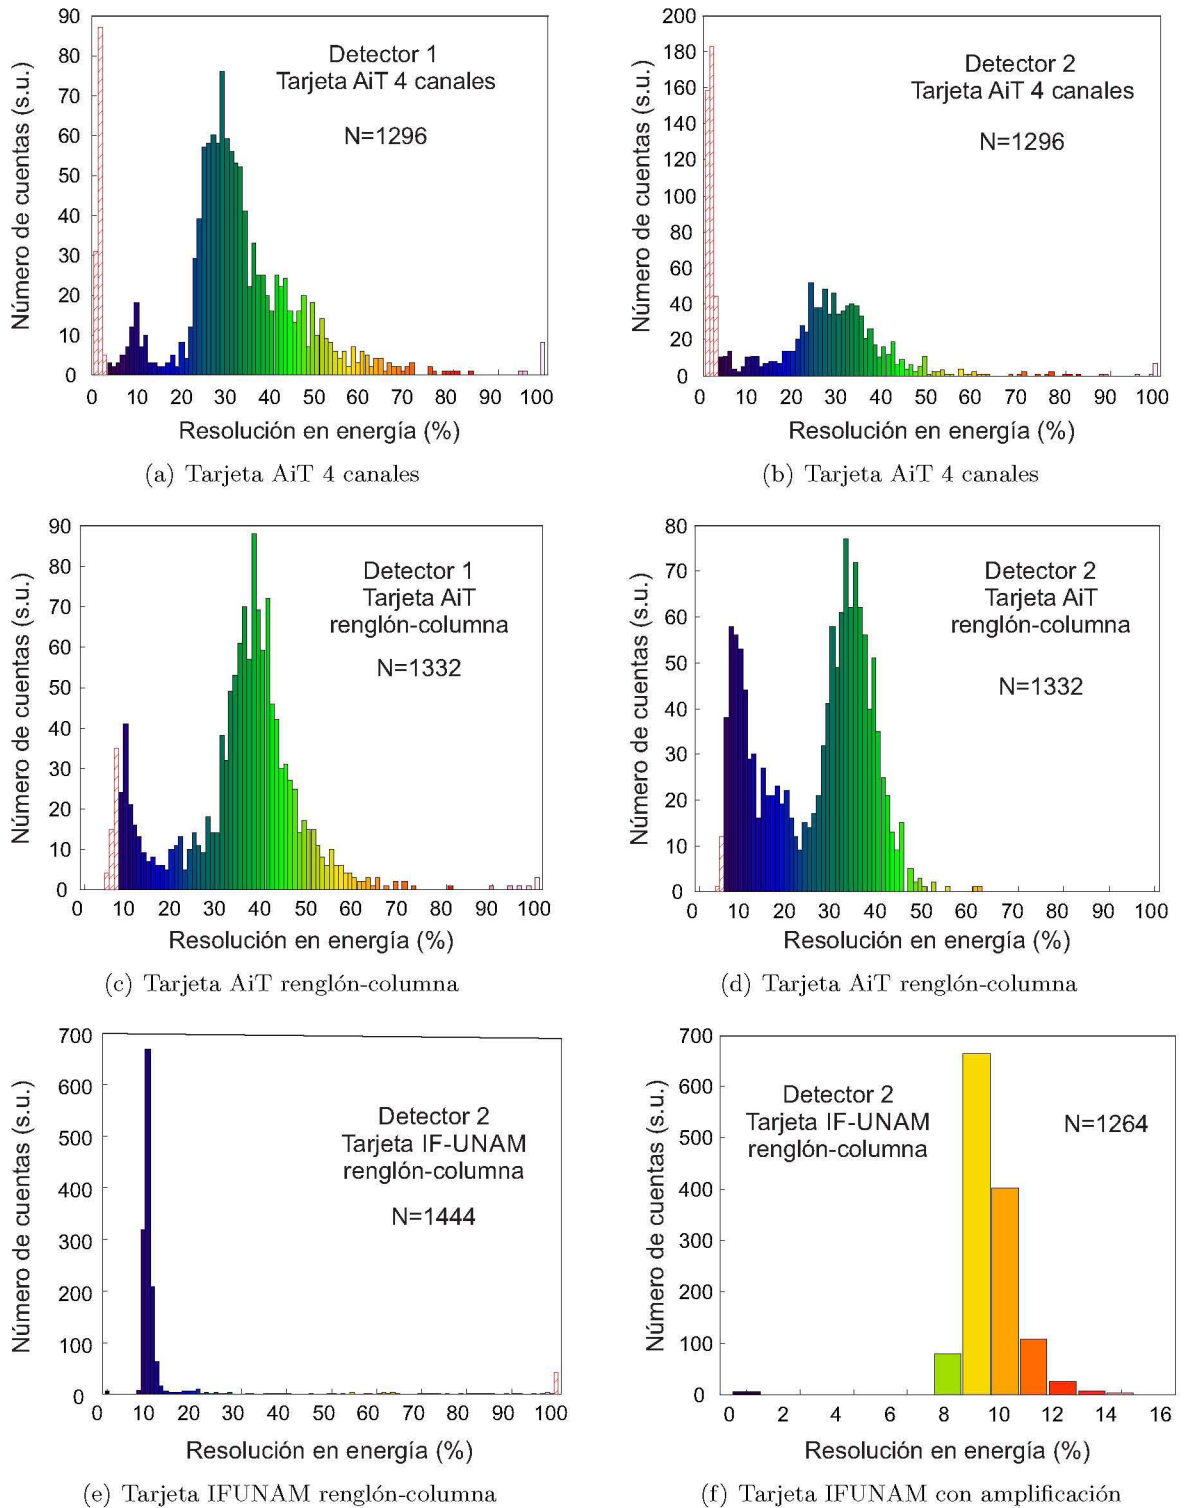 Número de cuentas (s.u.)
90
80
70
60
50
40
30
20
10
0
Detector 1
Tarjeta AiT 4 canales
N=1296
0 10 20 30 40 50 60 70 80 90 100
Resolución en energía (%)
(a) Tarjeta AiT 4 canales
Número de cuentas (s.u.)
200
180
160
140
120
100
80
60
40
20
0
Detector 2
Tarjeta AiT 4 canales
N=1296
0 10 20 30 40 50 60 70 80 90 100
Resolución en energía (%)
(b) Tarjeta AiT 4 canales
Número de cuentas (s.u.)
90
80
70
60
50
40
30
20
10
0
Detector 1
Tarjeta AiT
renglón-columna
N=1332
0 10 20 30 40 50 60 70 80 90 100
Resolución en energía (%)
(c) Tarjeta AiT renglón-columna
Número de cuentas (s.u.)
80
70
60
50
40
30
20
10
0
Detector 2
Tarjeta AiT
renglón-columna
N=1332
0 10 20 30 40 50 60 70 80 90 100
Resolución en energía (%)
(d) Tarjeta AiT renglón-columna
Número de cuentas (s.u.)
700
600
500
400
300
200
100
0
Detector 2
Tarjeta IF-UNAM
renglón-columna
N=1444
0 10 20 30 40 50 60 70 80 90 100
Resolución en energía (%)
(e) Tarjeta IFUNAM renglón-columna
Número de cuentas (s.u.)
700
600
500
400
300
200
100
0
Detector 2
Tarjeta IF-UNAM
renglón-columna
N=1264
0 2 4 6 8 10 12 14 16
Resolución en energía (%)
(f) Tarjeta IFUNAM con amplificación